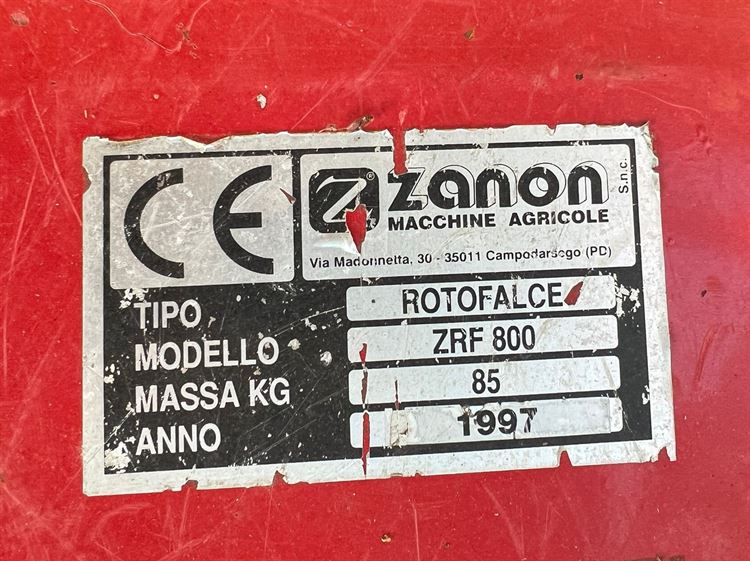 CE
Z® zanon S.n.c.
MACCHINE AGRICOLE
Via Madonnetta, 30 - 35011 Campodarsego (PD)
TIPO ROTOFALCE
MODELLO ZRF 800
MASSA KG 85
ANNO 1997